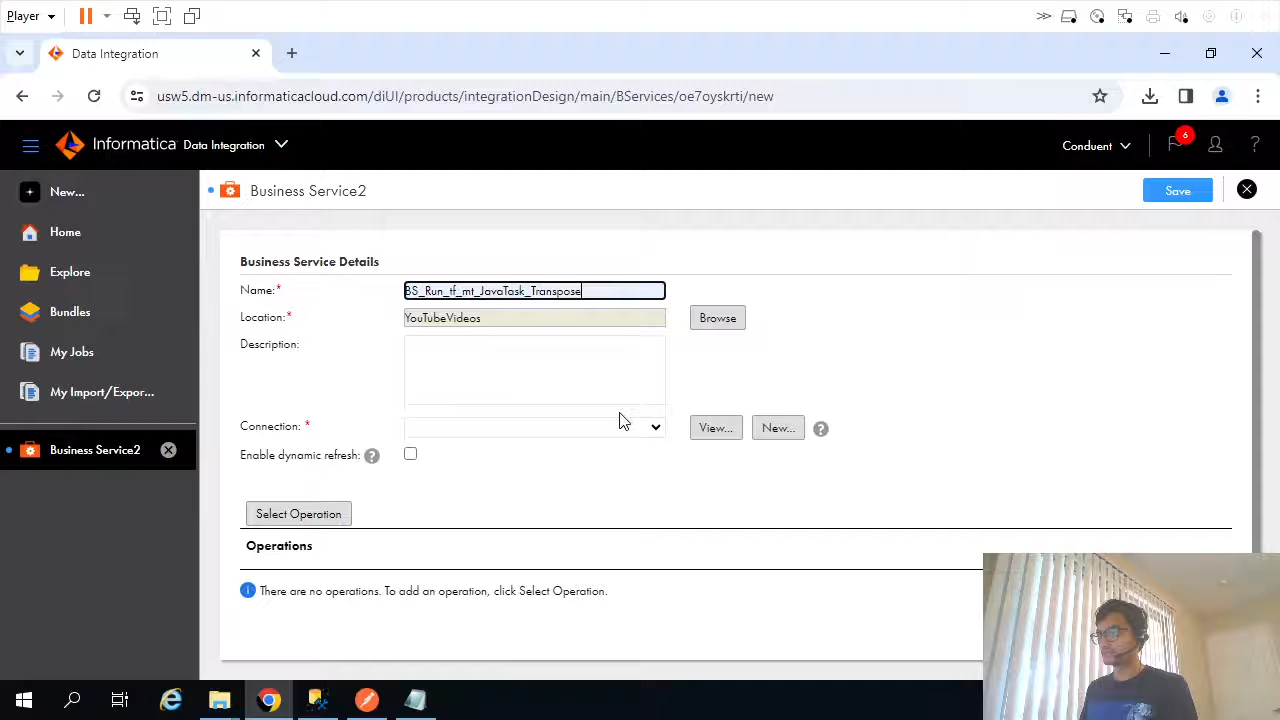 Player
Data Integration
usw5.dm-us.informaticacloud.com/diUI/products/integrationDesign/main/BServices/oe7oyskrti/new
Informatica Data Integration
Conduent
6
?
New...
Home
Explore
Bundles
My Jobs
My Import/Expor...
Business Service2
Business Service2
Save
Business Service Details
Name:* BS_Run_tf_mt_JavaTask_Transpose
Location:* YouTubeVideos Browse
Description:
Connection: * View... New... ?
Enable dynamic refresh: ?
Select Operation
Operations
There are no operations. To add an operation, click Select Operation.